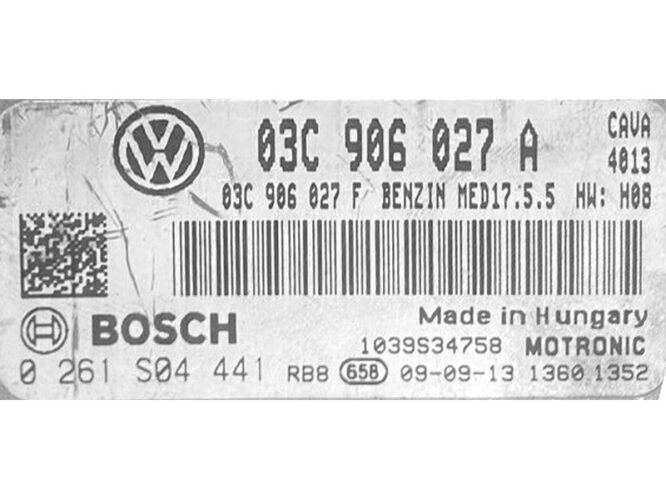 03C 906 027 A CAVA
4013
03C 906 027 F BENZIN MED17.5.5 HW: H08
BOSCH Made in Hungary
1039S34758 MOTRONIC
0 261 S04 441 RB8 658 09-09-13 1360 1352